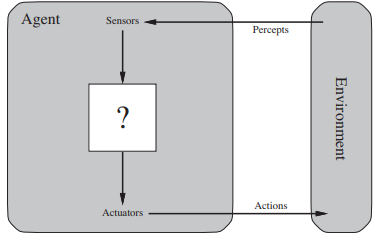 Agent
Sensors
Percepts
?
Environment
Actuators
Actions